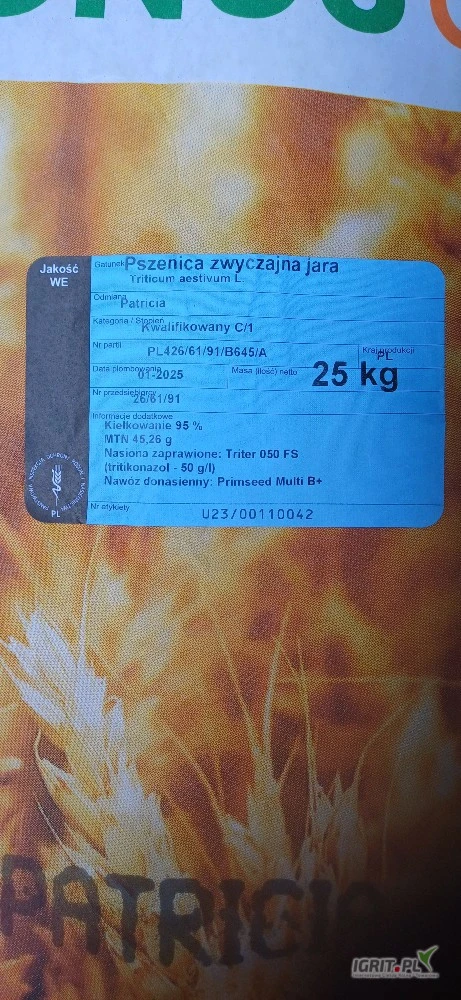 Jakość
WE
Gatunek Pszenica zwyczajna jara
Triticum aestivum L.
Odmiana Patricia
Kategoria / Stopień
Kwalifikowany C/1
Nr partii
PL426/61/91/B645/A
Kraj produkcji
PL
Data plombowania
01-2025
Masa (ilość) netto
25 kg
Nr przedsiębiorcy
26/61/91
Informacje dodatkowe
Kiełkowanie 95 %
MTN 45,26 g
Nasiona zaprawione: Triter 050 FS
(tritikonazol - 50 g/l)
Nawóz donasienny: Primseed Multi B+
Nr etykiety
U23/00110042
PL
PATRICIA
IGRIT.PL